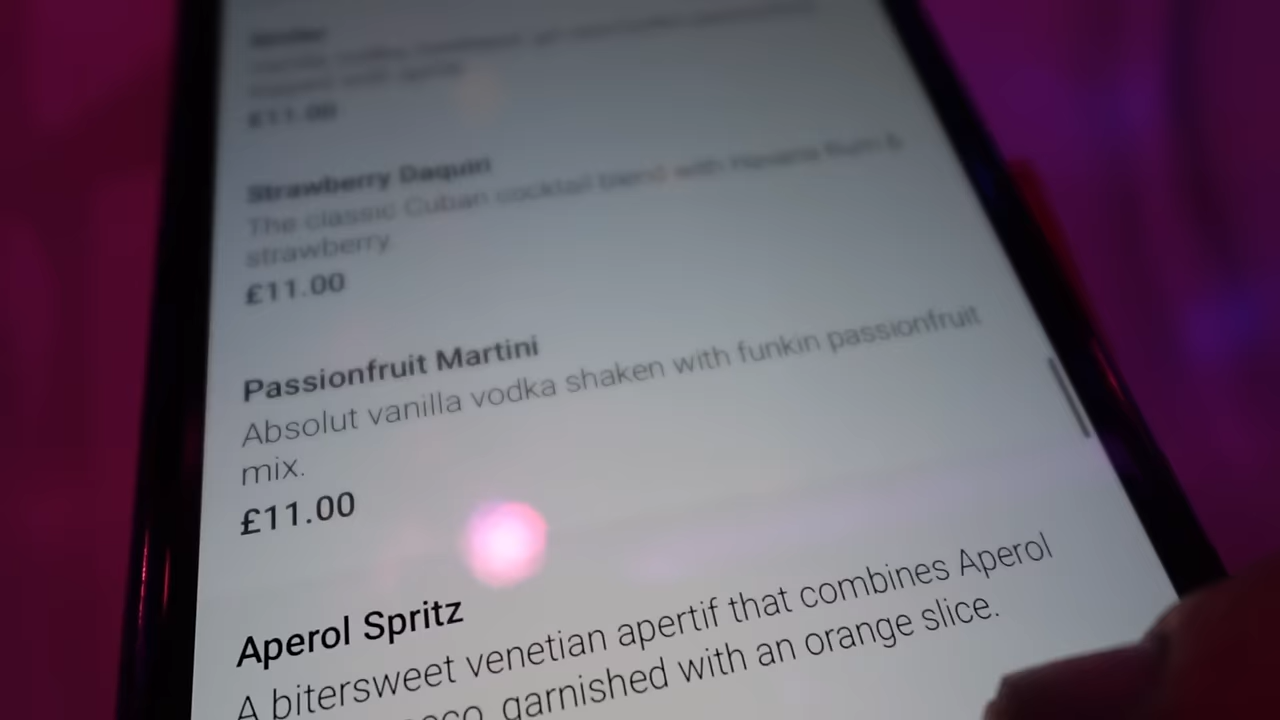 £11.00
Strawberry Daquiri
The classic Cuban cocktail blend with Havana Rum &
strawberry.
£11.00
Passionfruit Martini
Absolut vanilla vodka shaken with funkin passionfruit
mix.
£11.00
Aperol Spritz
A bitersweet venetian apertif that combines Aperol
garnished with an orange slice.